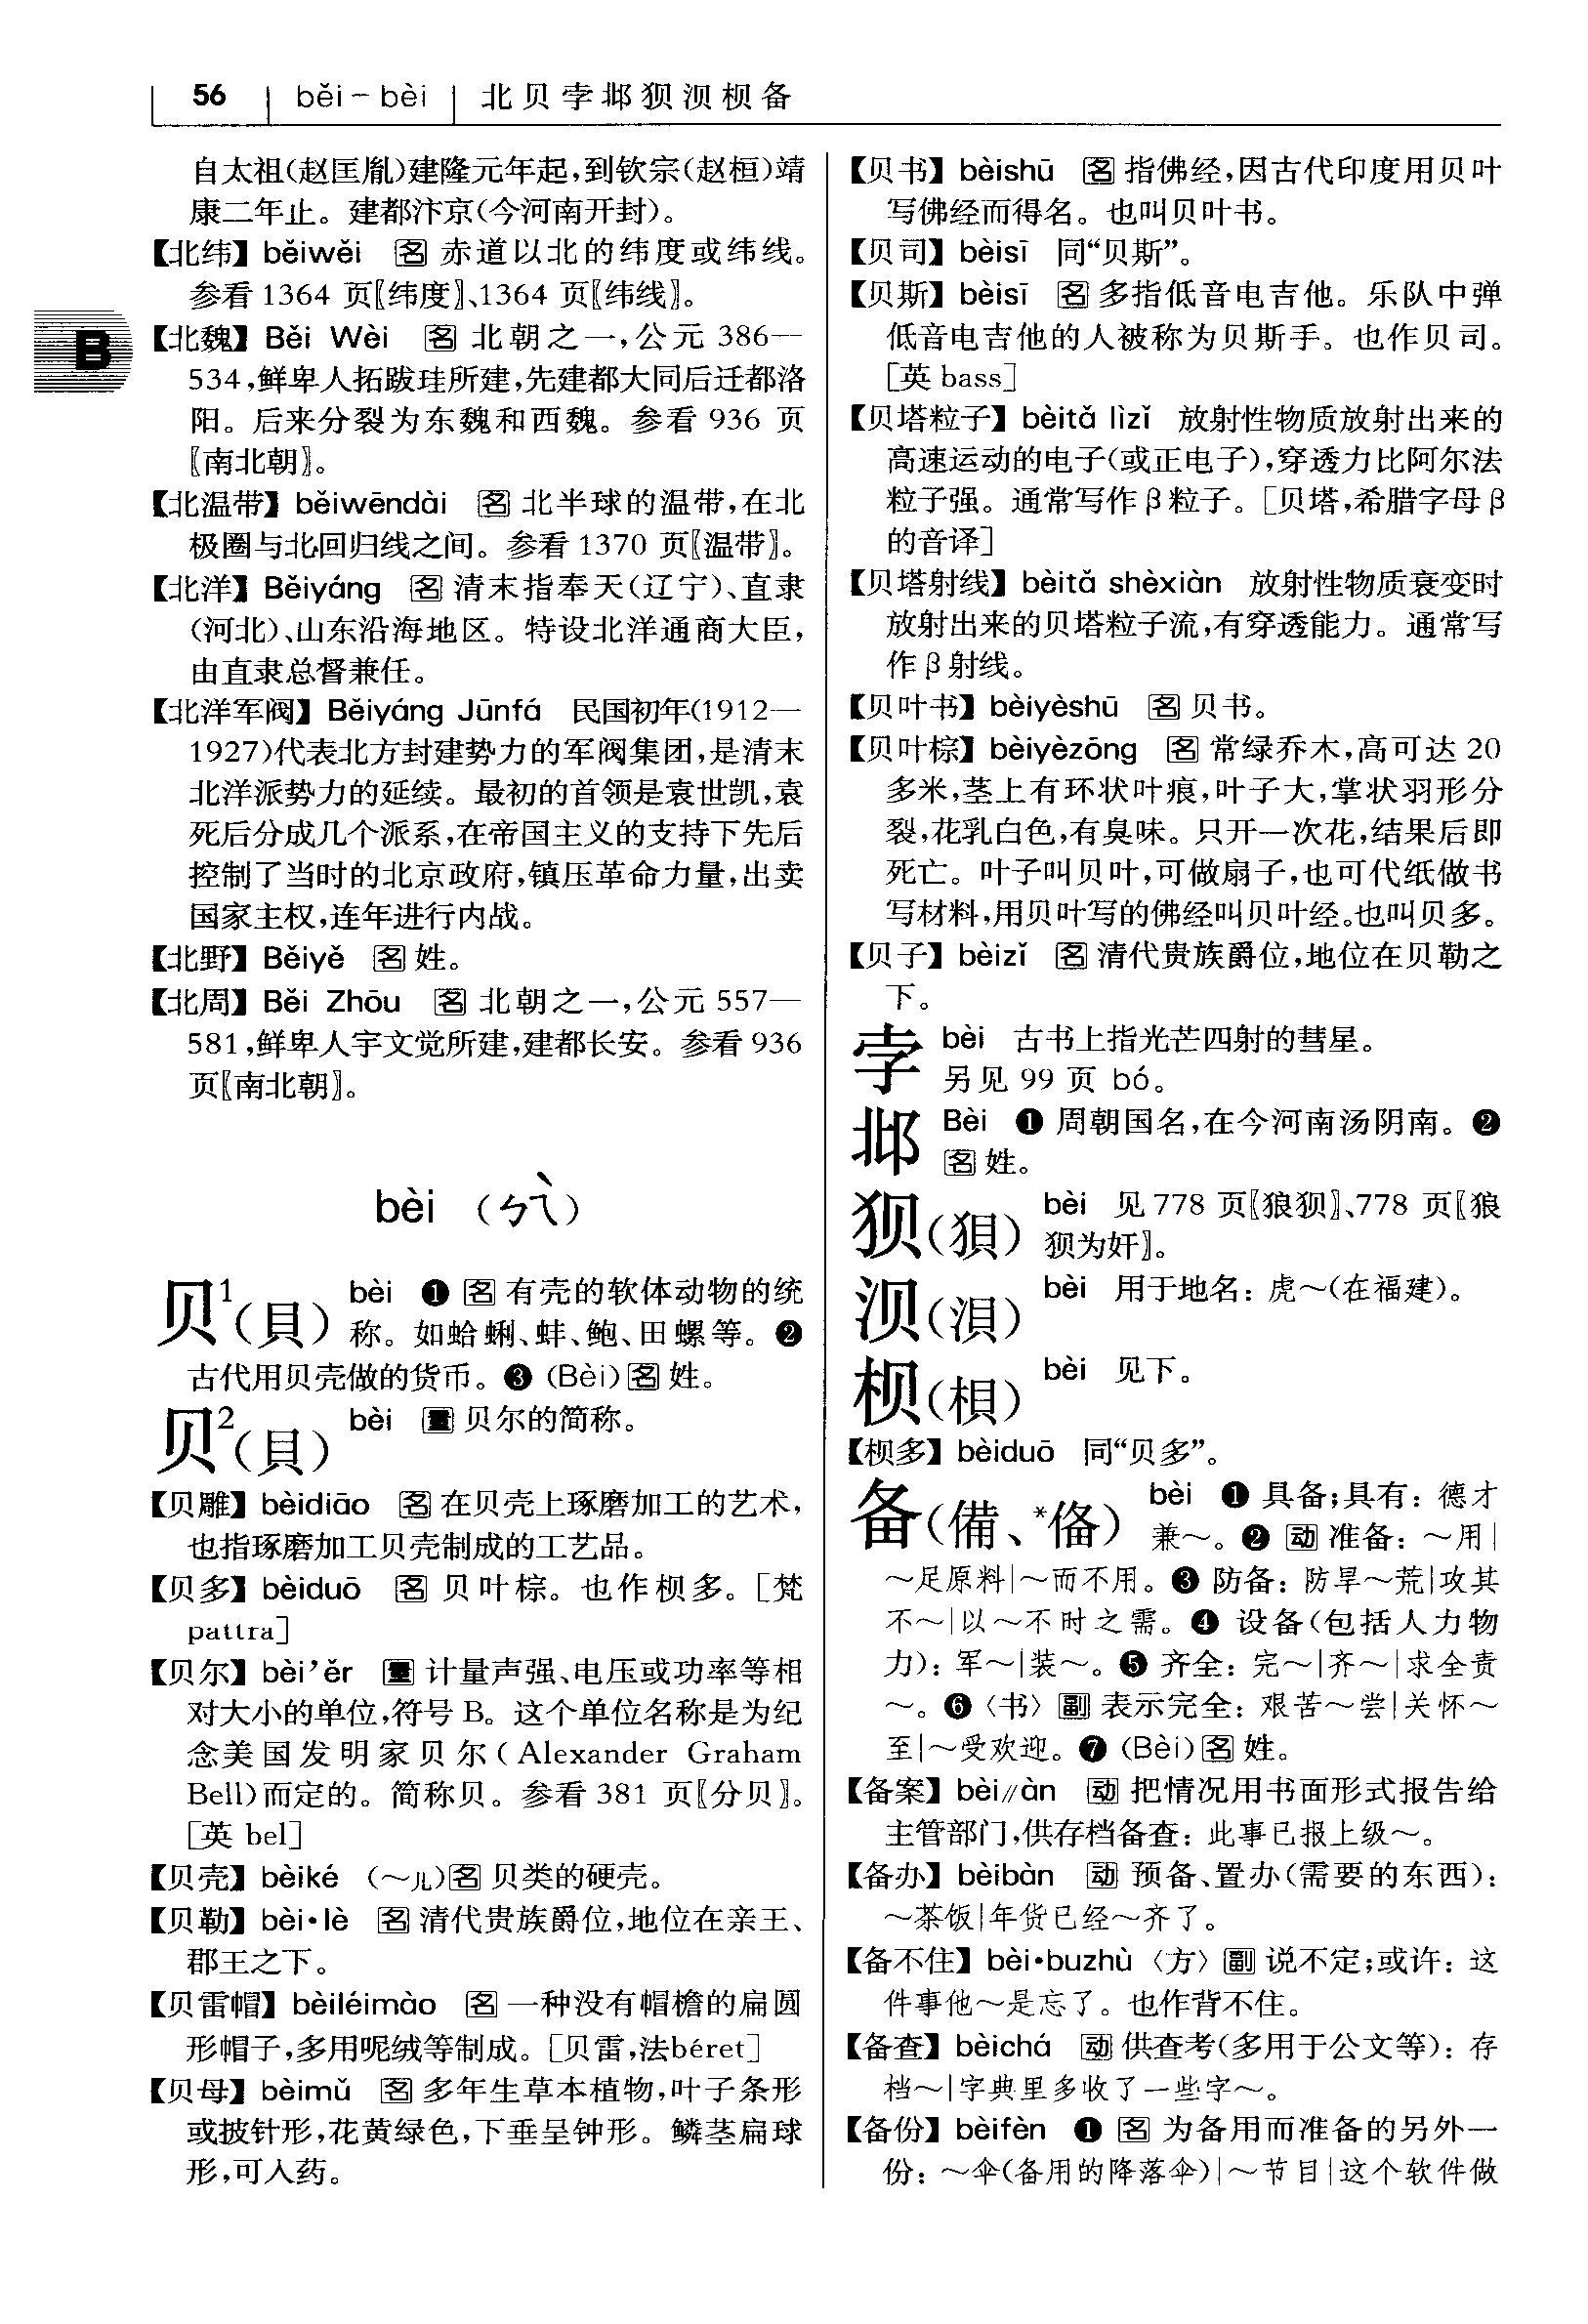 56 běi－bèi 北贝孛邶狈浿梖备
自太祖(赵匡胤)建隆元年起,到钦宗(赵桓)靖
康二年止。建都汴京(今河南开封)。
【北纬】běiwěi 名 赤道以北的纬度或纬线。
参看1364页〖纬度〗、1364页〖纬线〗。
B
【北魏】Běi Wèi 名 北朝之一,公元386—
534,鲜卑人拓跋珪所建,先建都大同后迁都洛
阳。后来分裂为东魏和西魏。参看936页
〖南北朝〗。
【北温带】běiwēndài 名 北半球的温带,在北
极圈与北回归线之间。参看1370页〖温带〗。
【北洋】Běiyáng 名 清末指奉天(辽宁)、直隶
(河北)、山东沿海地区。特设北洋通商大臣,
由直隶总督兼任。
【北洋军阀】Běiyáng Jūnfá 民国初年(1912—
1927)代表北方封建势力的军阀集团,是清末
北洋派势力的延续。最初的首领是袁世凯,袁
死后分成几个派系,在帝国主义的支持下先后
控制了当时的北京政府,镇压革命力量,出卖
国家主权,连年进行内战。
【北野】Běiyě 名 姓。
【北周】Běi Zhōu 名 北朝之一,公元557—
581,鲜卑人宇文觉所建,建都长安。参看936
页〖南北朝〗。
bèi (ㄅㄟˋ)
贝¹(貝) bèi ❶ 名 有壳的软体动物的统
称。如蛤蜊、蚌、鲍、田螺等。❷
古代用贝壳做的货币。❸ (Bèi) 名 姓。
贝²(貝) bèi 量 贝尔的简称。
【贝雕】bèidiāo 名 在贝壳上琢磨加工的艺术,
也指琢磨加工贝壳制成的工艺品。
【贝多】bèiduō 名 贝叶棕。也作梖多。[梵
pattra]
【贝尔】bèi’ěr 量 计量声强、电压或功率等相
对大小的单位,符号B。这个单位名称是为纪
念美国发明家贝尔(Alexander Graham
Bell)而定的。简称贝。参看381页〖分贝〗。
[英 bel]
【贝壳】bèiké (～儿) 名 贝类的硬壳。
【贝勒】bèi•lè 名 清代贵族爵位,地位在亲王、
郡王之下。
【贝雷帽】bèiléimào 名 一种没有帽檐的扁圆
形帽子,多用呢绒等制成。[贝雷,法béret]
【贝母】bèimǔ 名 多年生草本植物,叶子条形
或披针形,花黄绿色,下垂呈钟形。鳞茎扁球
形,可入药。
【贝书】bèishū 名 指佛经,因古代印度用贝叶
写佛经而得名。也叫贝叶书。
【贝司】bèisī 同“贝斯”。
【贝斯】bèisī 名 多指低音电吉他。乐队中弹
低音电吉他的人被称为贝斯手。也作贝司。
[英 bass]
【贝塔粒子】bèitǎ lìzǐ 放射性物质放射出来的
高速运动的电子(或正电子),穿透力比阿尔法
粒子强。通常写作β粒子。[贝塔,希腊字母β
的音译]
【贝塔射线】bèitǎ shèxiàn 放射性物质衰变时
放射出来的贝塔粒子流,有穿透能力。通常写
作β射线。
【贝叶书】bèiyèshū 名 贝书。
【贝叶棕】bèiyèzōng 名 常绿乔木,高可达20
多米,茎上有环状叶痕,叶子大,掌状羽形分
裂,花乳白色,有臭味。只开一次花,结果后即
死亡。叶子叫贝叶,可做扇子,也可代纸做书
写材料,用贝叶写的佛经叫贝叶经。也叫贝多。
【贝子】bèizǐ 名 清代贵族爵位,地位在贝勒之
下。
孛 bèi 古书上指光芒四射的彗星。
另见99页 bó。
邶 Bèi ❶ 周朝国名,在今河南汤阴南。❷
名 姓。
狈(狽) bèi 见778页〖狼狈〗、778页〖狼
狈为奸〗。
浿(浿) bèi 用于地名:虎～(在福建)。
梖(梖) bèi 见下。
【梖多】bèiduō 同“贝多”。
备(備、*俻) bèi ❶ 具备;具有:德才
兼～。❷ 动 准备:～用|
～足原料|～而不用。❸ 防备:防旱～荒|攻其
不～|以～不时之需。❹ 设备(包括人力物
力):军～|装～。❺ 齐全:完～|齐～|求全责
～。❻〈书〉副 表示完全:艰苦～尝|关怀～
至|～受欢迎。❼ (Bèi) 名 姓。
【备案】bèi//àn 动 把情况用书面形式报告给
主管部门,供存档备查:此事已报上级～。
【备办】bèibàn 动 预备、置办(需要的东西):
～茶饭|年货已经～齐了。
【备不住】bèi•buzhù〈方〉副 说不定;或许:这
件事他～是忘了。也作背不住。
【备查】bèichá 动 供查考(多用于公文等):存
档～|字典里多收了一些字～。
【备份】bèifèn ❶ 名 为备用而准备的另外一
份:～伞(备用的降落伞)|～节目|这个软件做